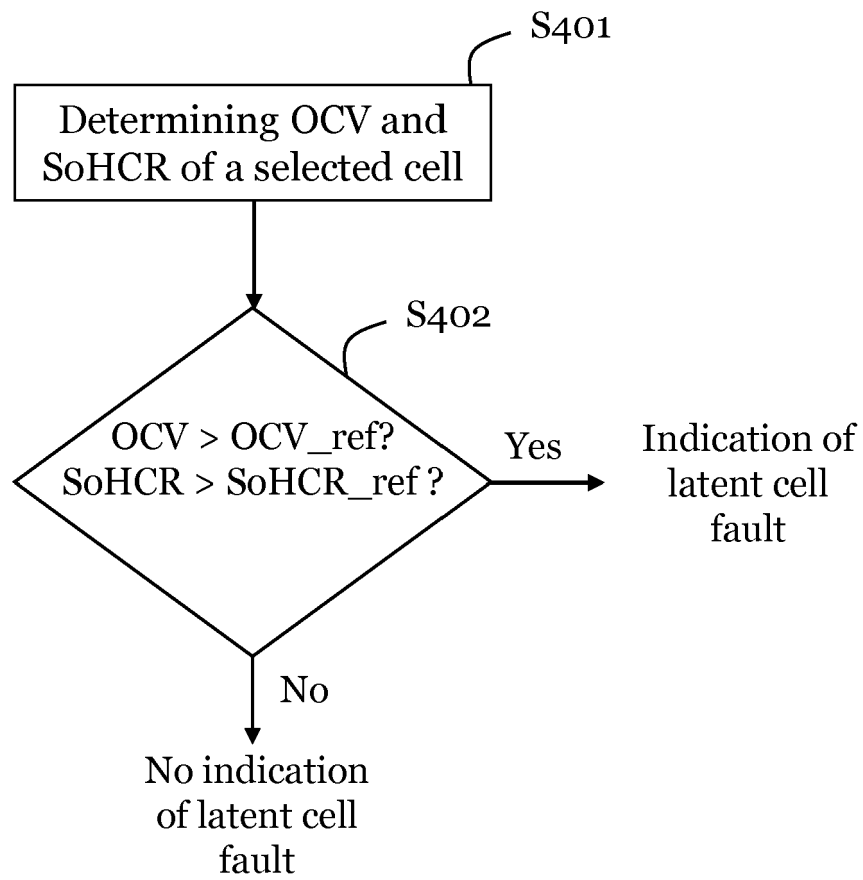 S401
Determining OCV and
SoHCR of a selected cell
S402
OCV > OCV_ref?
SoHCR > SoHCR_ref ?
Yes
Indication of
latent cell
fault
No
No indication
of latent cell
fault